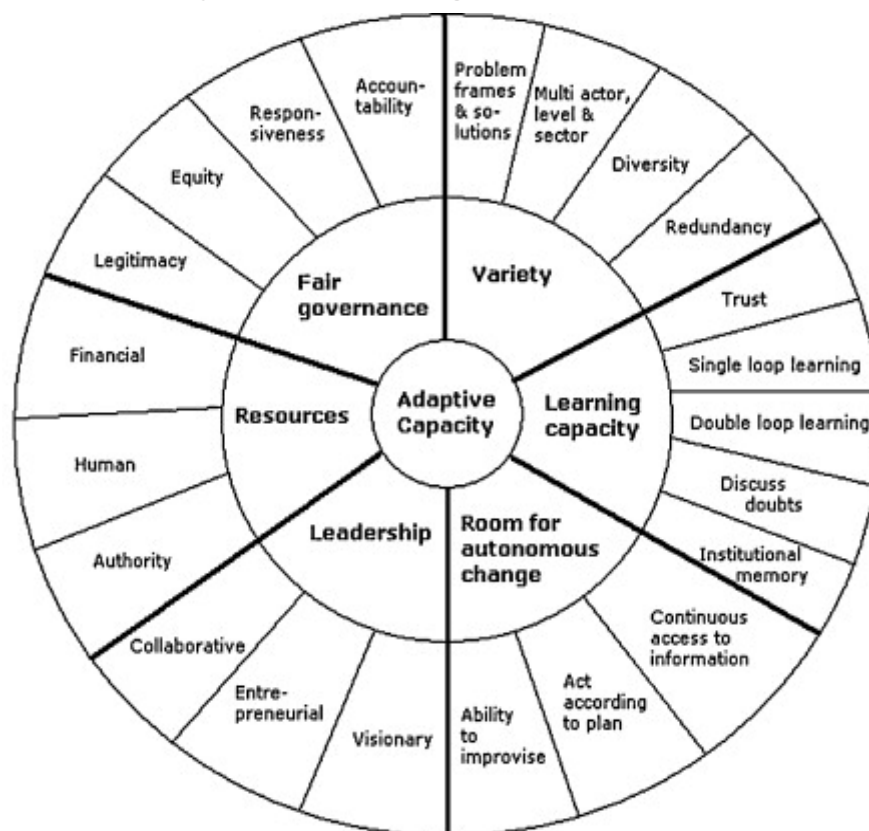 Adaptive
Capacity
Variety
Problem
frames
& so-
lutions
Multi actor,
level &
sector
Diversity
Redundancy
Learning
capacity
Trust
Single loop learning
Double loop learning
Discuss
doubts
Institutional
memory
Room for
autonomous
change
Continuous
access to
information
Act
according
to plan
Ability
to
improvise
Leadership
Visionary
Entre-
preneurial
Collaborative
Resources
Authority
Human
Financial
Fair
governance
Legitimacy
Equity
Respon-
siveness
Accoun-
tability